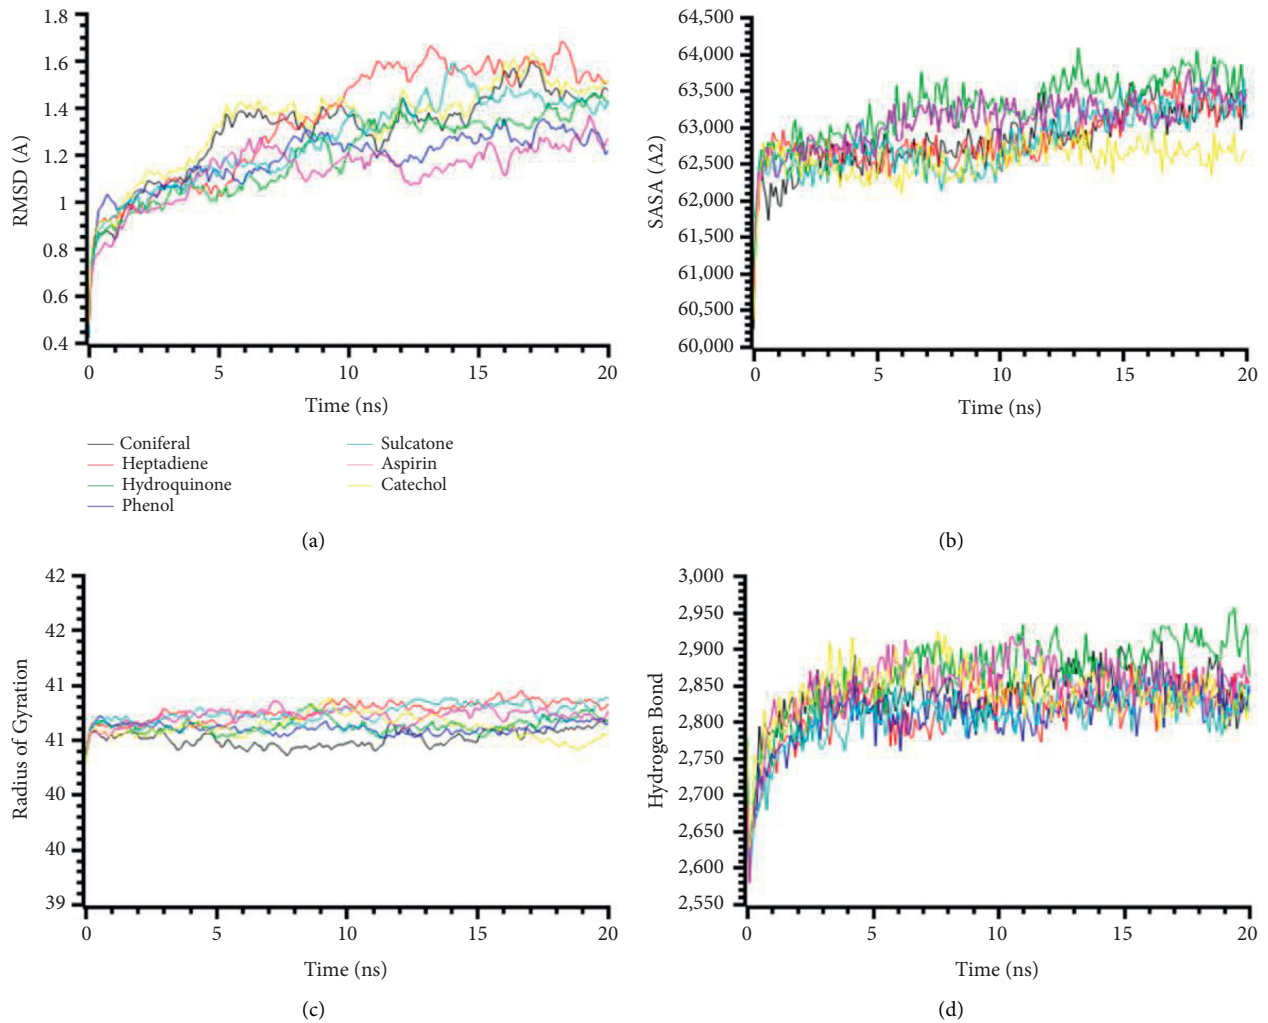 1.8
1.6
1.4
1.2
1
0.8
0.6
0.4
RMSD (A)
0 5 10 15 20
Time (ns)
Coniferal
Heptadiene
Hydroquinone
Phenol
Sulcatone
Aspirin
Catechol
(a)
64,500
64,000
63,500
63,000
62,500
62,000
61,500
61,000
60,500
60,000
SASA (A2)
0 5 10 15 20
Time (ns)
(b)
42
42
41
41
40
40
39
Radius of Gyration
0 5 10 15 20
Time (ns)
(c)
3,000
2,950
2,900
2,850
2,800
2,750
2,700
2,650
2,600
2,550
Hydrogen Bond
0 5 10 15 20
Time (ns)
(d)